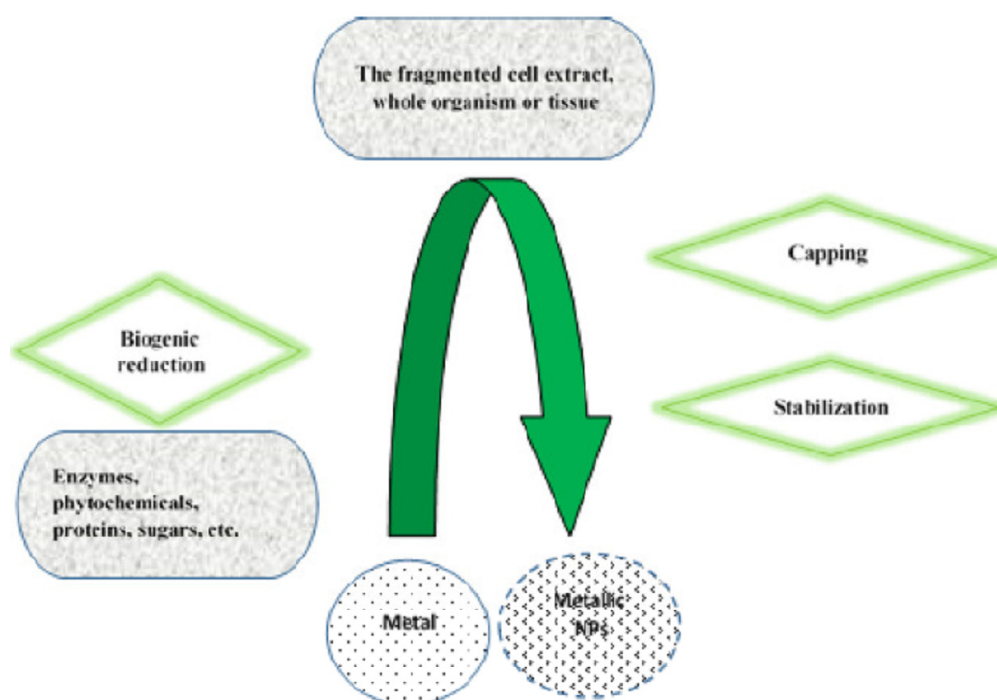 The fragmented cell extract,
whole organism or tissue
Capping
Biogenic
reduction
Stabilization
Enzymes,
phytochemicals,
proteins, sugars, etc.
Metal
Metallic
NPs